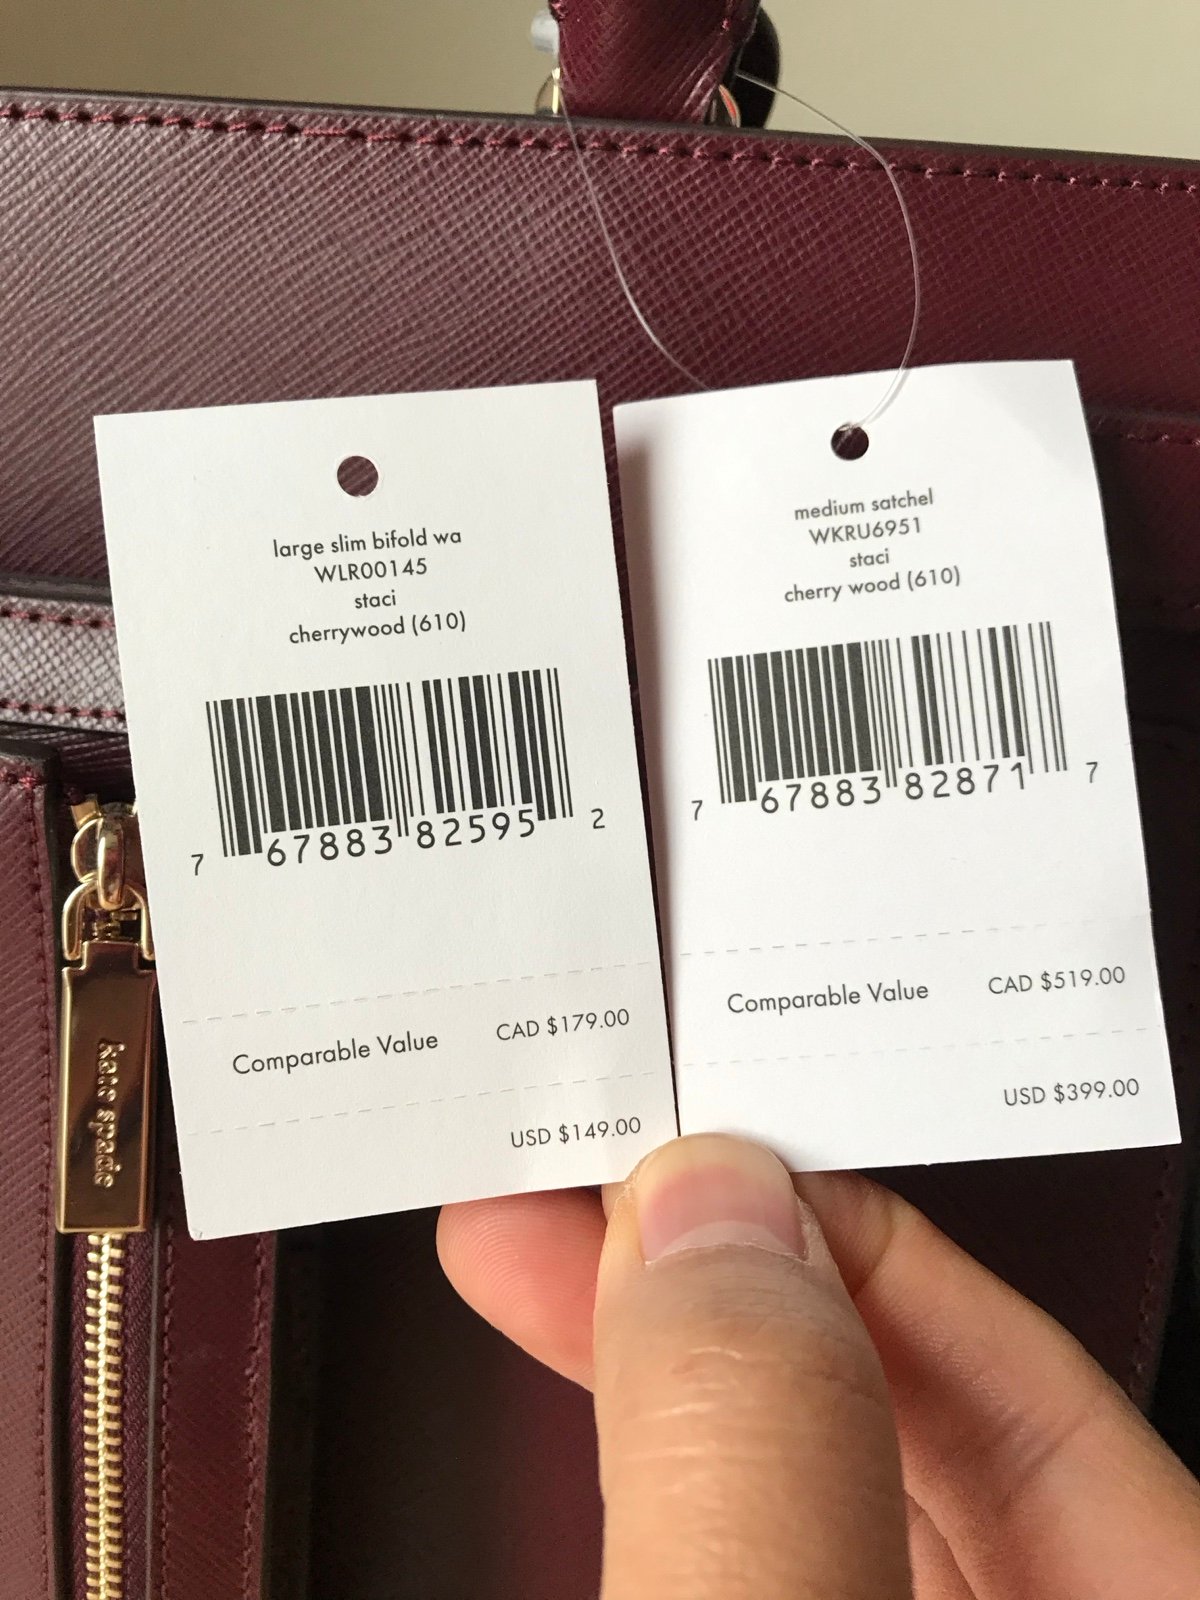 large slim bifold wa
WLR00145
staci
cherrywood (610)
7 67883 82595 2
Comparable Value CAD $179.00
USD $149.00
medium satchel
WKRU6951
staci
cherry wood (610)
7 67883 82871 7
Comparable Value CAD $519.00
USD $399.00
kate spade